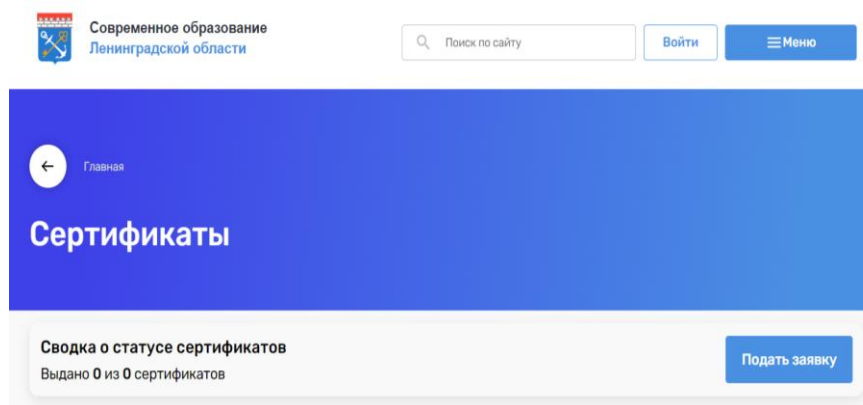 Современное образование
Ленинградской области
Поиск по сайту
Войти
Меню
Главная
Сертификаты
Сводка о статусе сертификатов
Выдано 0 из 0 сертификатов
Подать заявку